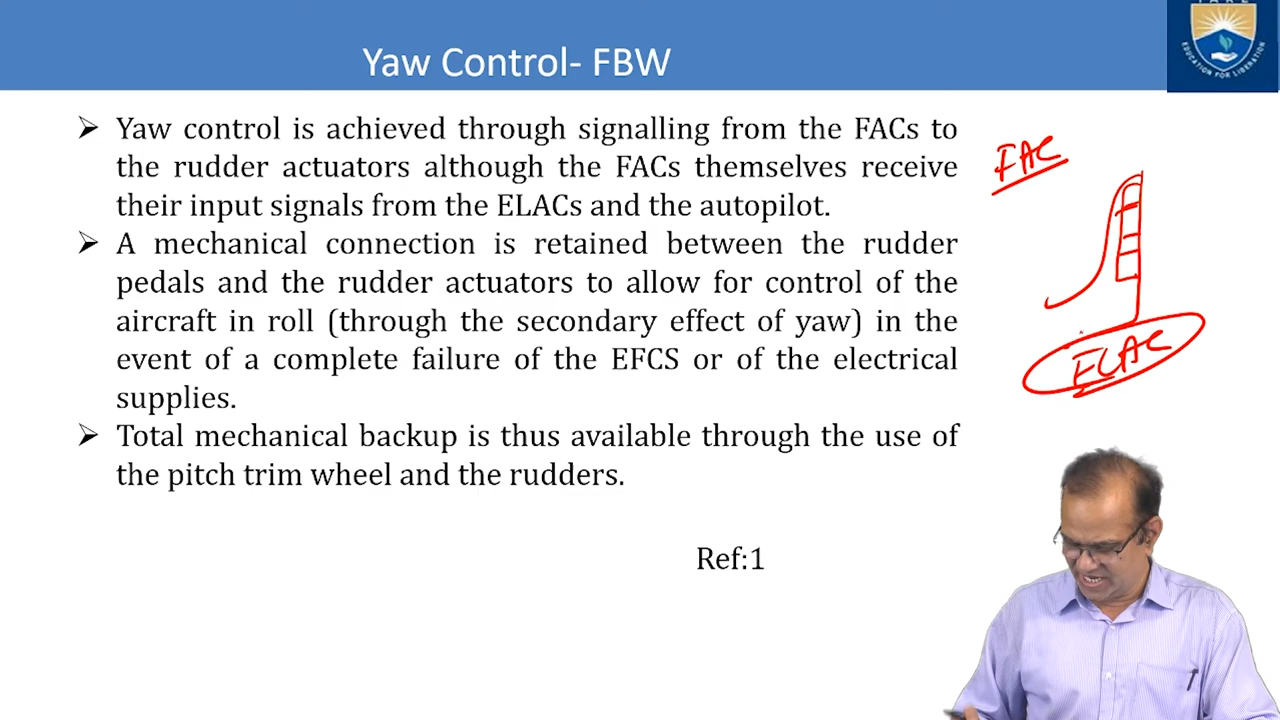 Yaw Control- FBW
EDUCATION FOR LIBERATION
Yaw control is achieved through signalling from the FACs to
the rudder actuators although the FACs themselves receive
their input signals from the ELACs and the autopilot.
A mechanical connection is retained between the rudder
pedals and the rudder actuators to allow for control of the
aircraft in roll (through the secondary effect of yaw) in the
event of a complete failure of the EFCS or of the electrical
supplies.
Total mechanical backup is thus available through the use of
the pitch trim wheel and the rudders.
Ref:1
FAC
ELAC